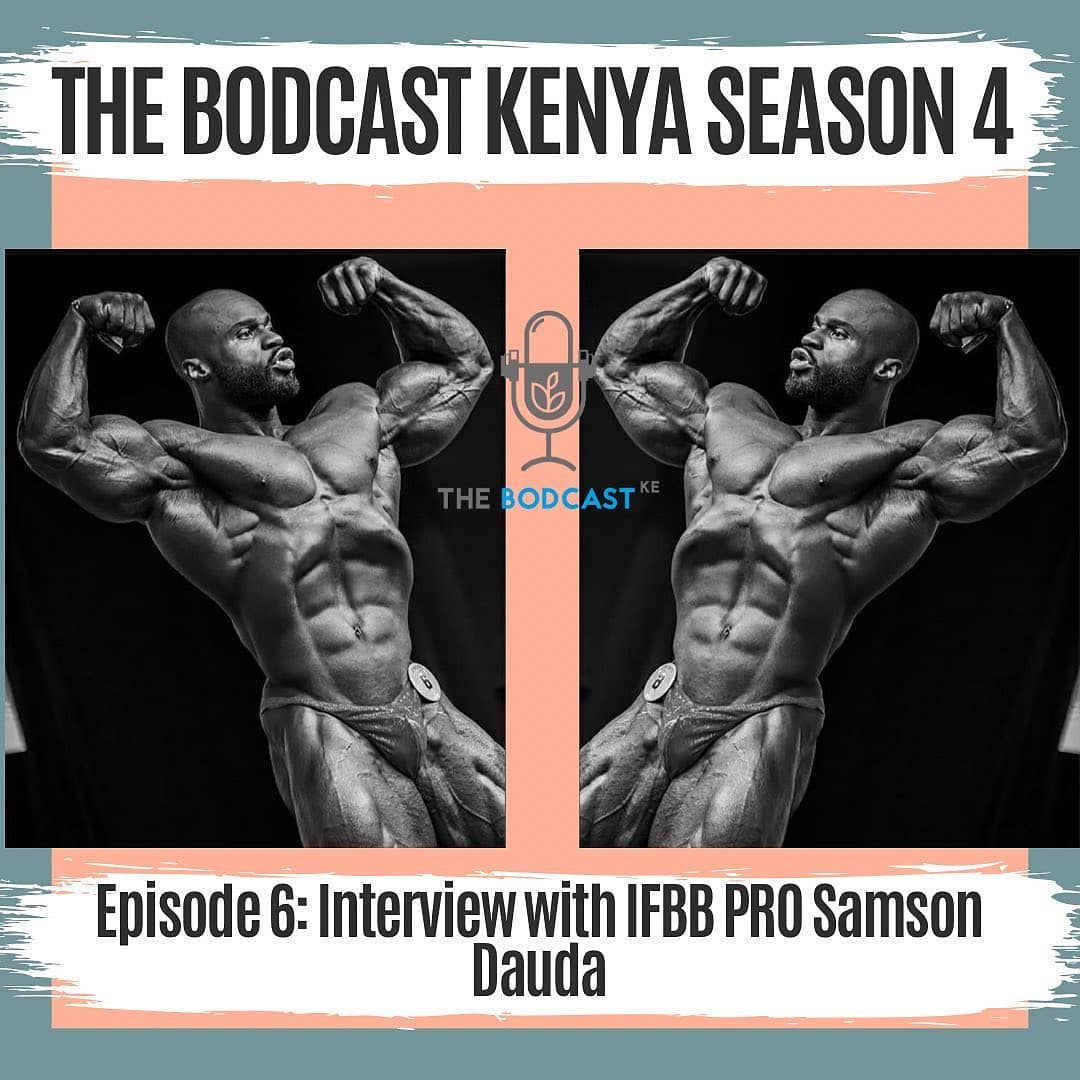 THE BODCAST KENYA SEASON 4
THE BODCAST KE
Episode 6: Interview with IFBB PRO Samson
Dauda